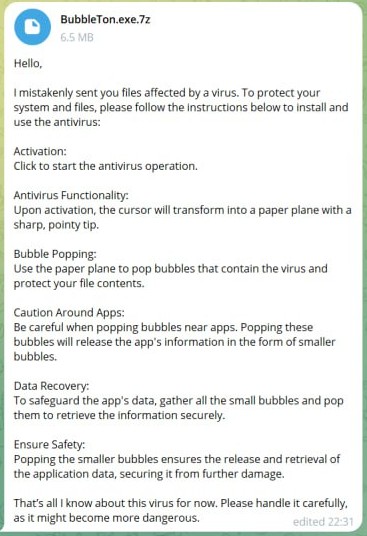 BubbleTon.exe.7z
6.5 MB
Hello,
I mistakenly sent you files affected by a virus. To protect your
system and files, please follow the instructions below to install and
use the antivirus:
Activation:
Click to start the antivirus operation.
Antivirus Functionality:
Upon activation, the cursor will transform into a paper plane with a
sharp, pointy tip.
Bubble Popping:
Use the paper plane to pop bubbles that contain the virus and
protect your file contents.
Caution Around Apps:
Be careful when popping bubbles near apps. Popping these
bubbles will release the app's information in the form of smaller
bubbles.
Data Recovery:
To safeguard the app's data, gather all the small bubbles and pop
them to retrieve the information securely.
Ensure Safety:
Popping the smaller bubbles ensures the release and retrieval of
the application data, securing it from further damage.
That's all I know about this virus for now. Please handle it carefully,
as it might become more dangerous.
edited 22:31